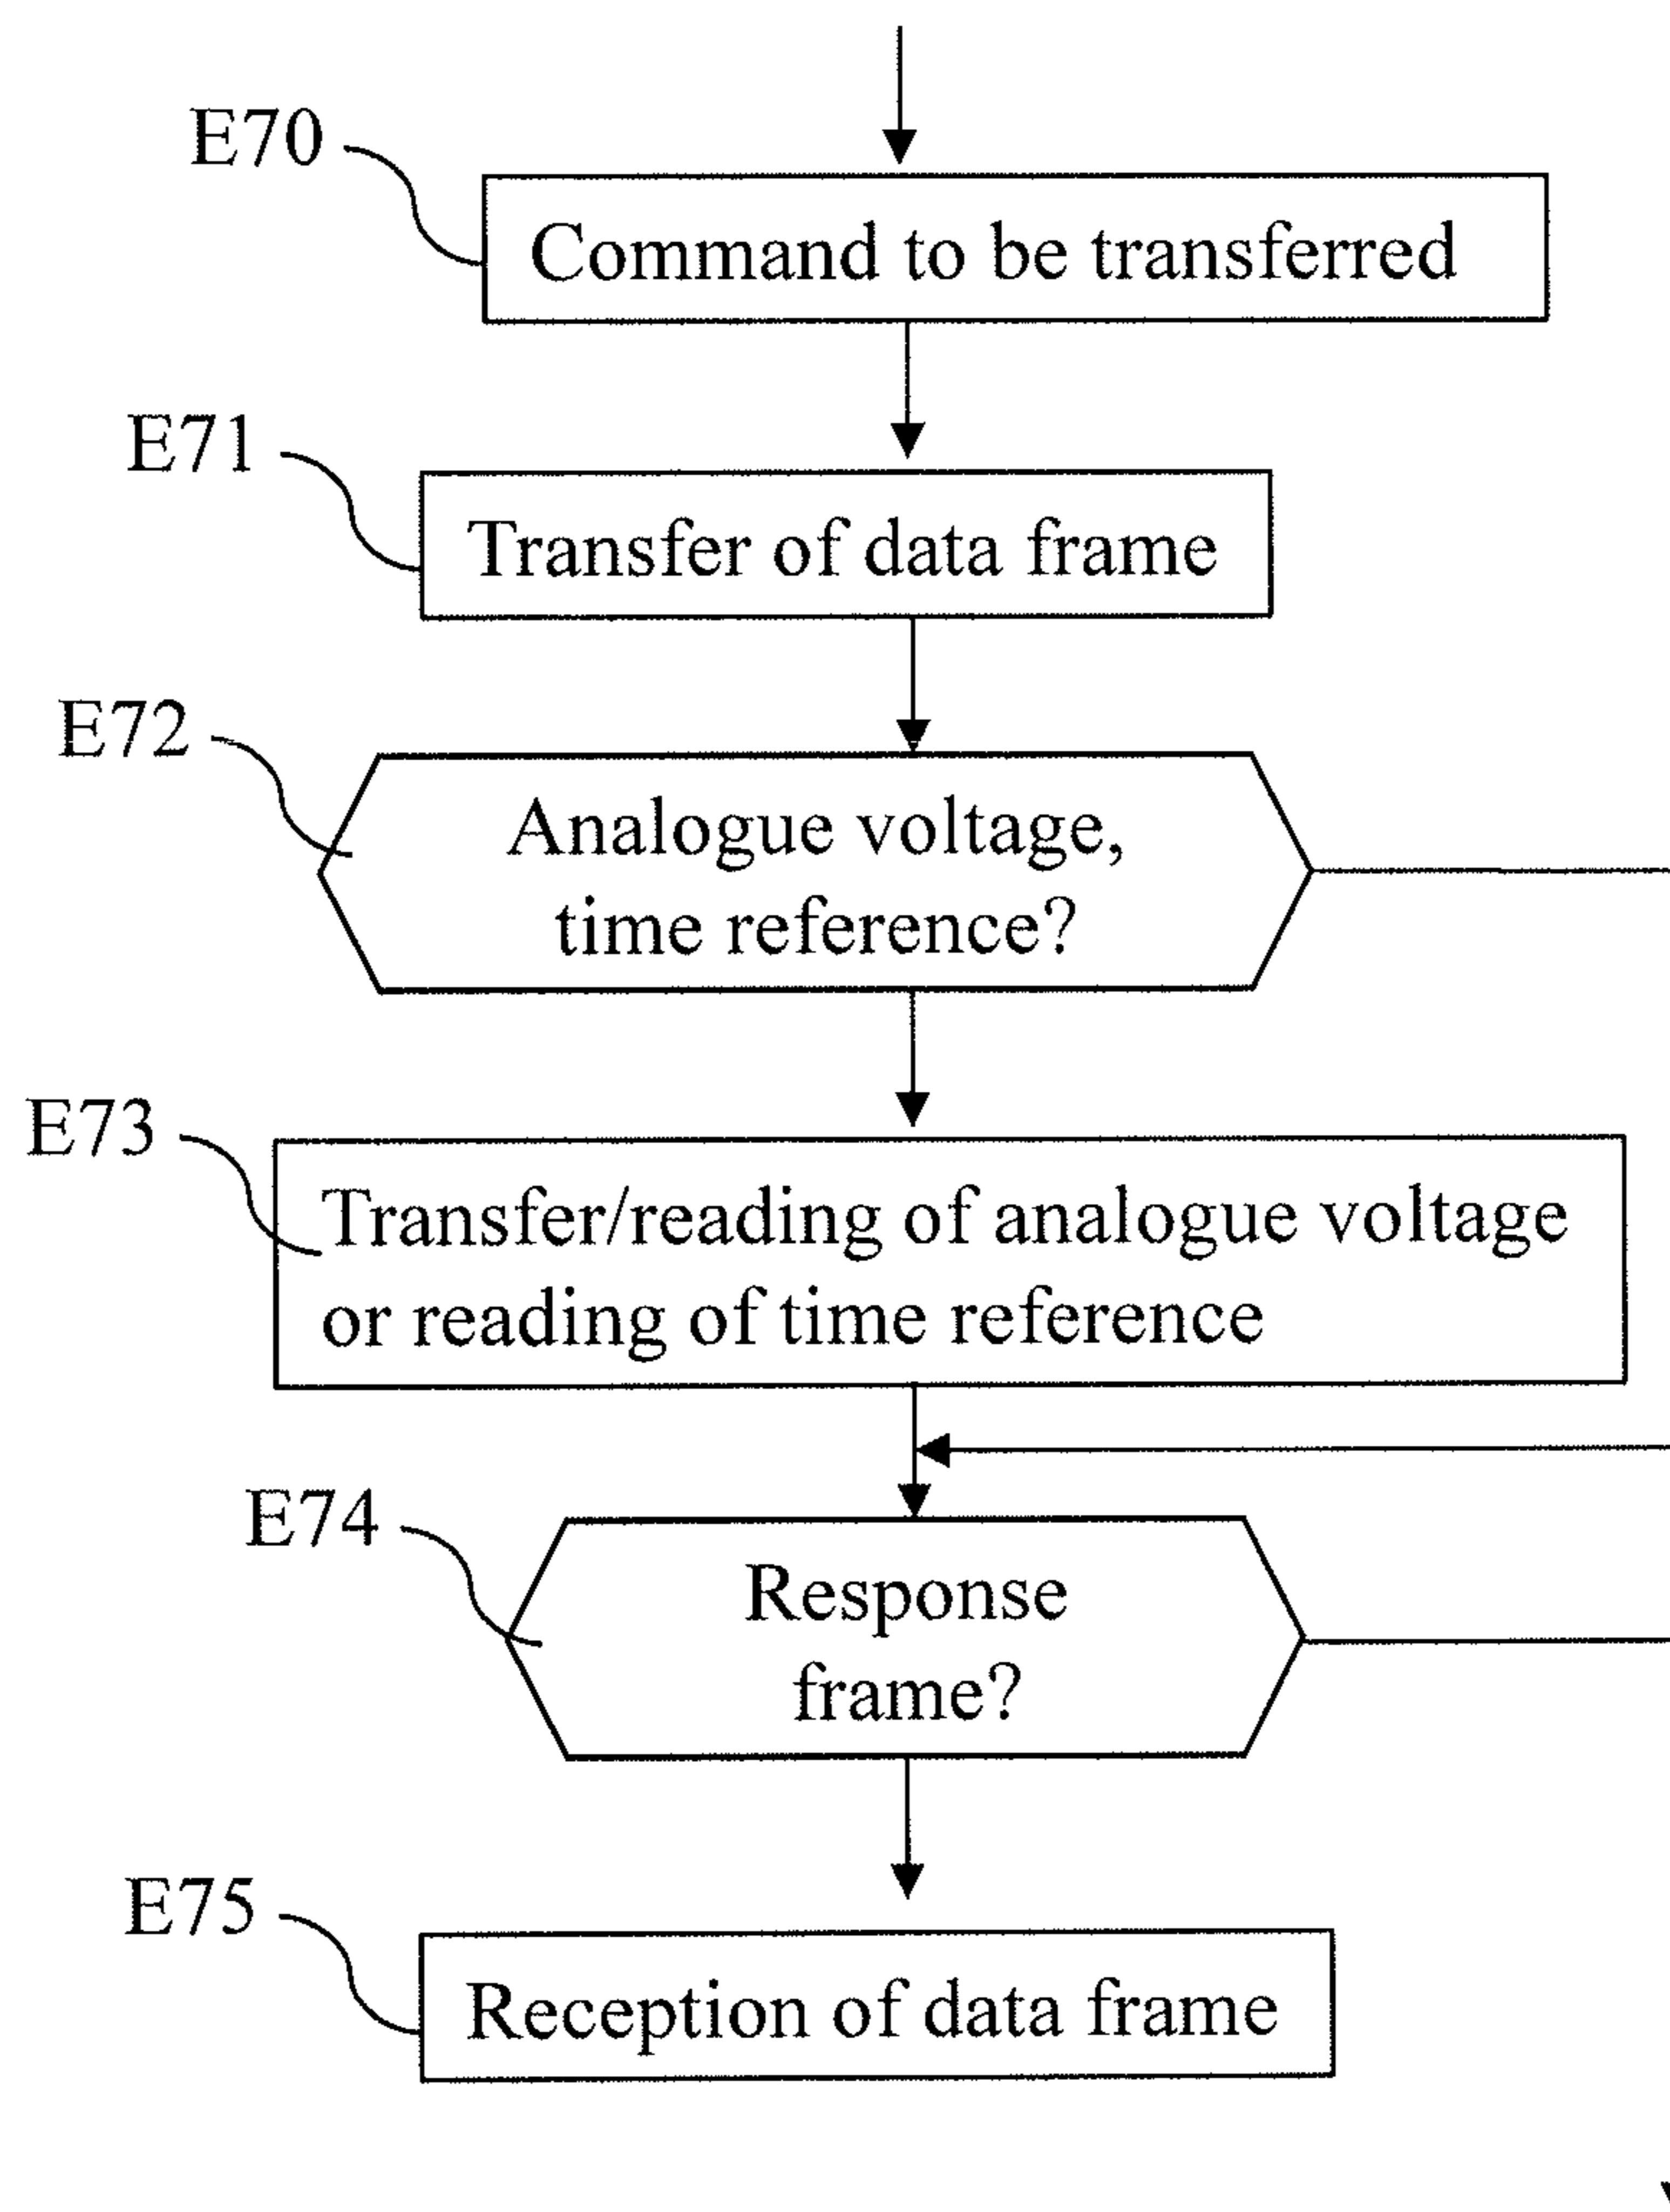 E70
Command to be transferred
E71
Transfer of data frame
E72
Analogue voltage,
time reference?
E73
Transfer/reading of analogue voltage
or reading of time reference
E74
Response
frame?
E75
Reception of data frame